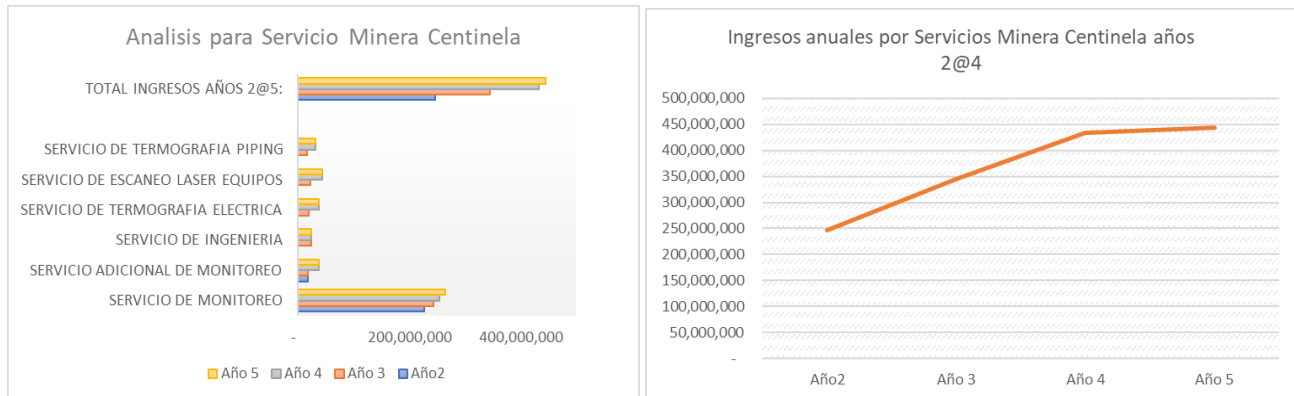 Analisis para Servicio Minera Centinela
TOTAL INGRESOS AÑOS 2@5:
SERVICIO DE TERMOGRAFIA PIPING
SERVICIO DE ESCANEO LASER EQUIPOS
SERVICIO DE TERMOGRAFIA ELECTRICA
SERVICIO DE INGENIERIA
SERVICIO ADICIONAL DE MONITOREO
SERVICIO DE MONITOREO
- 200,000,000 400,000,000
Año 5 Año 4 Año 3 Año2
Ingresos anuales por Servicios Minera Centinela años
2@4
500,000,000
450,000,000
400,000,000
350,000,000
300,000,000
250,000,000
200,000,000
150,000,000
100,000,000
50,000,000
-
Año2 Año 3 Año 4 Año 5